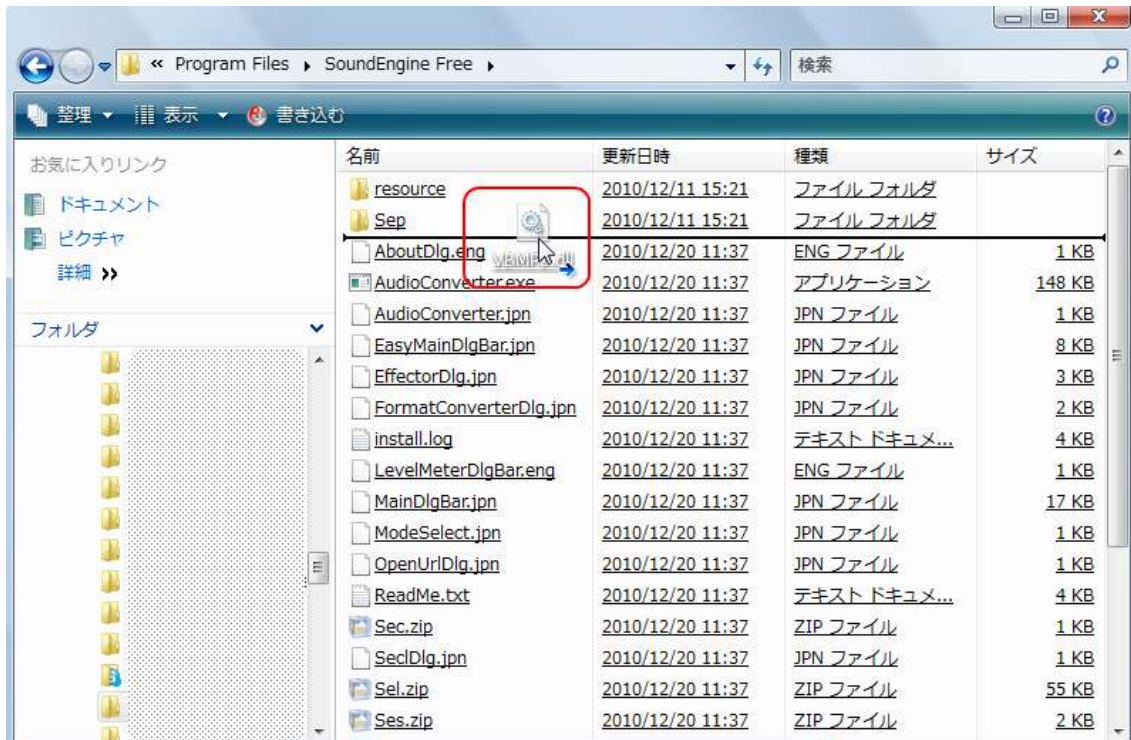 « Program Files ▸ SoundEngine Free ▸ 検索
整理 表示 書き込む
お気に入りリンク
ドキュメント
ピクチャ
詳細 »
フォルダ
名前 更新日時 種類 サイズ
resource 2010/12/11 15:21 ファイル フォルダ
Sep 2010/12/11 15:21 ファイル フォルダ
AboutDlg.eng 2010/12/20 11:37 ENG ファイル 1 KB
AudioConverter.exe 2010/12/20 11:37 アプリケーション 148 KB
AudioConverter.jpn 2010/12/20 11:37 JPN ファイル 1 KB
EasyMainDlgBar.jpn 2010/12/20 11:37 JPN ファイル 8 KB
EffectorDlg.jpn 2010/12/20 11:37 JPN ファイル 3 KB
FormatConverterDlg.jpn 2010/12/20 11:37 JPN ファイル 2 KB
install.log 2010/12/20 11:37 テキスト ドキュメ... 4 KB
LevelMeterDlgBar.eng 2010/12/20 11:37 ENG ファイル 1 KB
MainDlgBar.jpn 2010/12/20 11:37 JPN ファイル 17 KB
ModeSelect.jpn 2010/12/20 11:37 JPN ファイル 1 KB
OpenUrlDlg.jpn 2010/12/20 11:37 JPN ファイル 1 KB
ReadMe.txt 2010/12/20 11:37 テキスト ドキュメ... 4 KB
Sec.zip 2010/12/20 11:37 ZIP ファイル 1 KB
SeclDlg.jpn 2010/12/20 11:37 JPN ファイル 1 KB
Sel.zip 2010/12/20 11:37 ZIP ファイル 55 KB
Ses.zip 2010/12/20 11:37 ZIP ファイル 2 KB